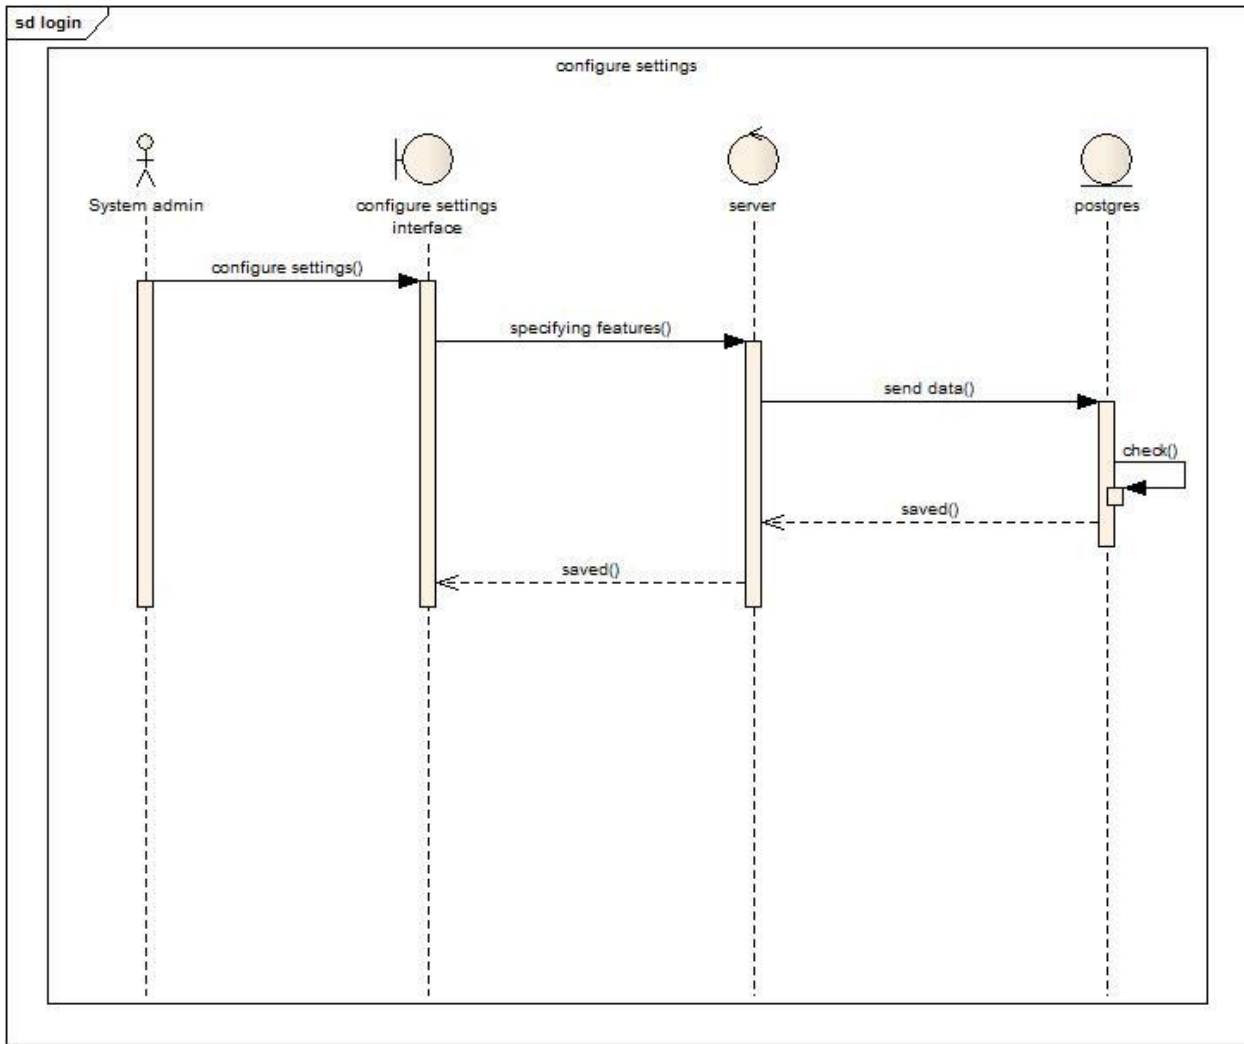 sd login
configure settings
System admin
configure settings
interface
server
postgres
configure settings()
specifying features()
send data()
check()
saved()
saved()